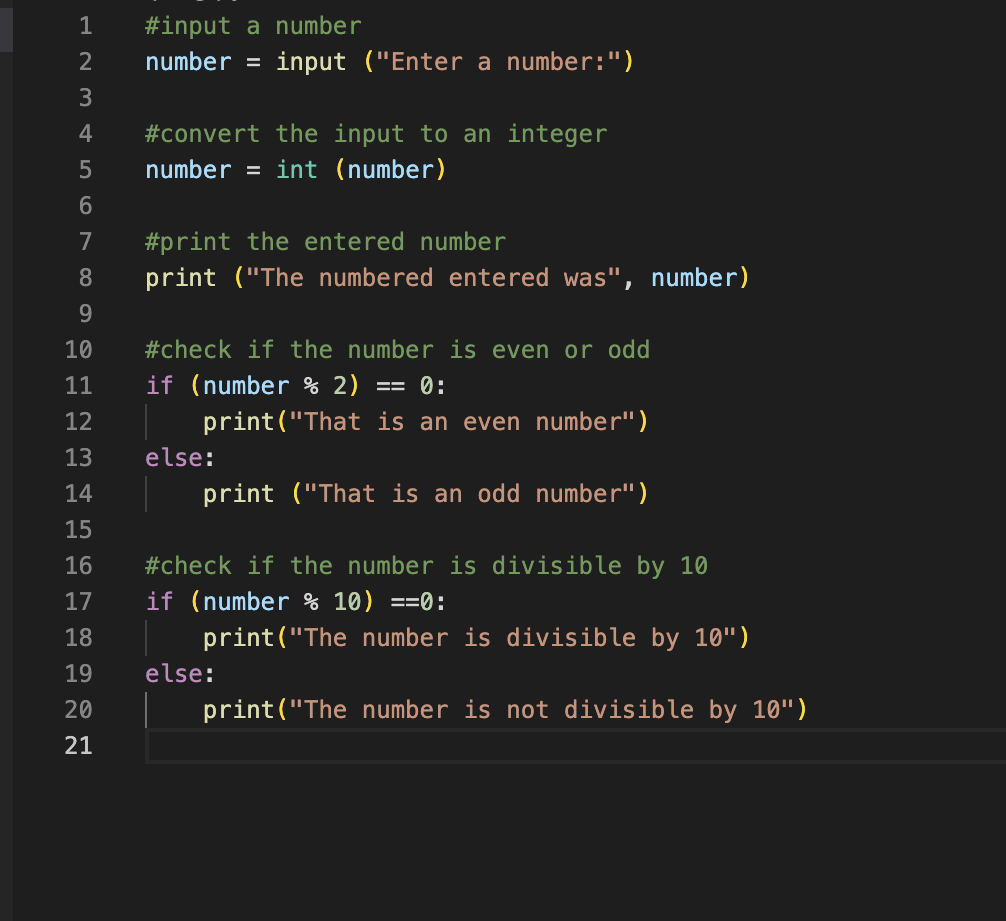 1 #input a number
2 number = input ("Enter a number:")
3
4 #convert the input to an integer
5 number = int (number)
6
7 #print the entered number
8 print ("The numbered entered was", number)
9
10 #check if the number is even or odd
11 if (number % 2) == 0:
12     print("That is an even number")
13 else:
14     print ("That is an odd number")
15
16 #check if the number is divisible by 10
17 if (number % 10) ==0:
18     print("The number is divisible by 10")
19 else:
20     print("The number is not divisible by 10")
21